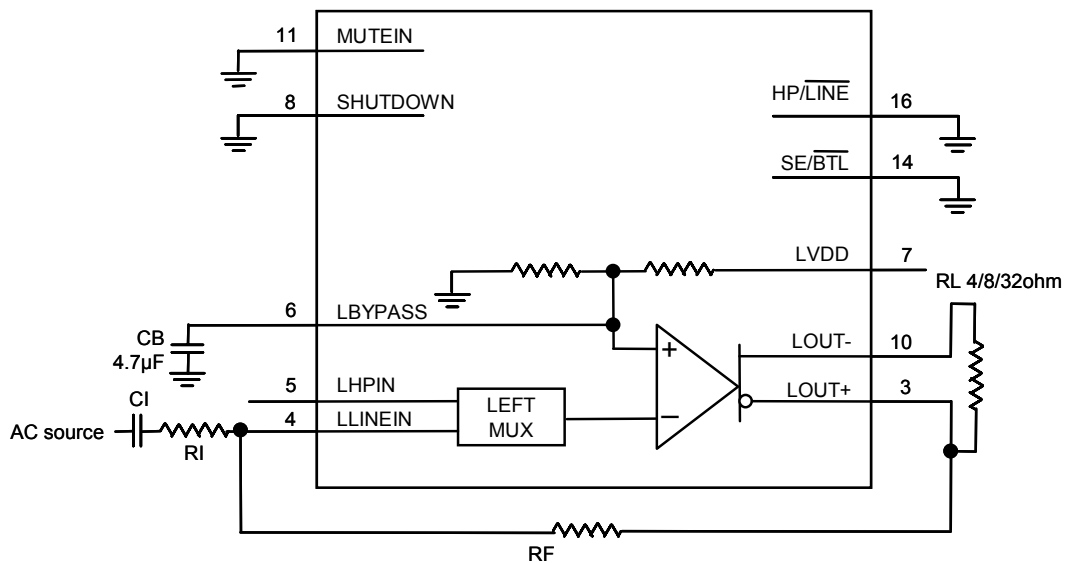 11 MUTEIN
8 SHUTDOWN
HP/LINE 16
SE/BTL 14
LVDD 7
RL 4/8/32ohm
6 LBYPASS
CB
4.7µF
LOUT- 10
+
5 LHPIN
LOUT+ 3
CI
LEFT
MUX
−
4 LLINEIN
AC source
RI
RF